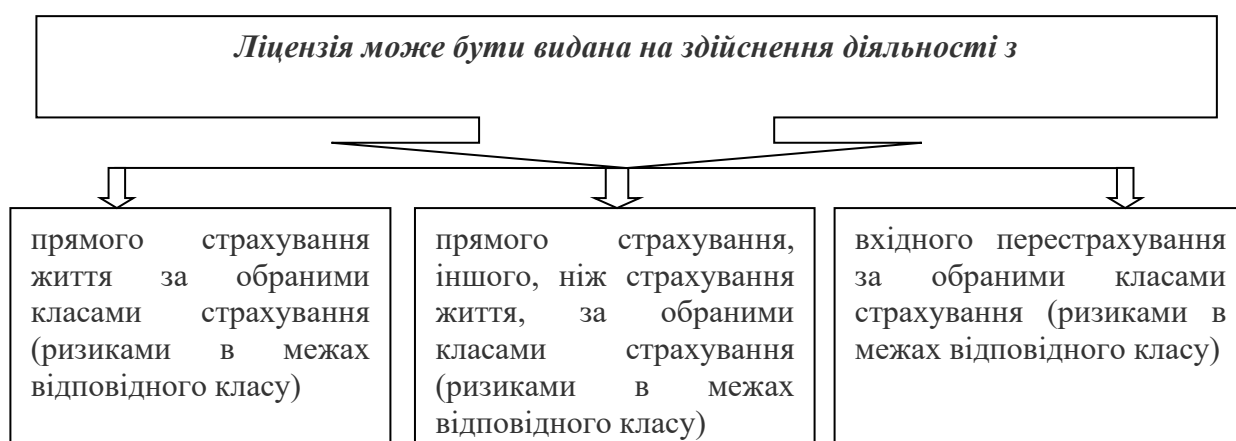 Ліцензія може бути видана на здійснення діяльності з
прямого страхування
життя за обраними
класами страхування
(ризиками в межах
відповідного класу)
прямого страхування,
іншого, ніж страхування
життя, за обраними
класами страхування
(ризиками в межах
відповідного класу)
вхідного перестрахування
за обраними класами
страхування (ризиками в
межах відповідного класу)